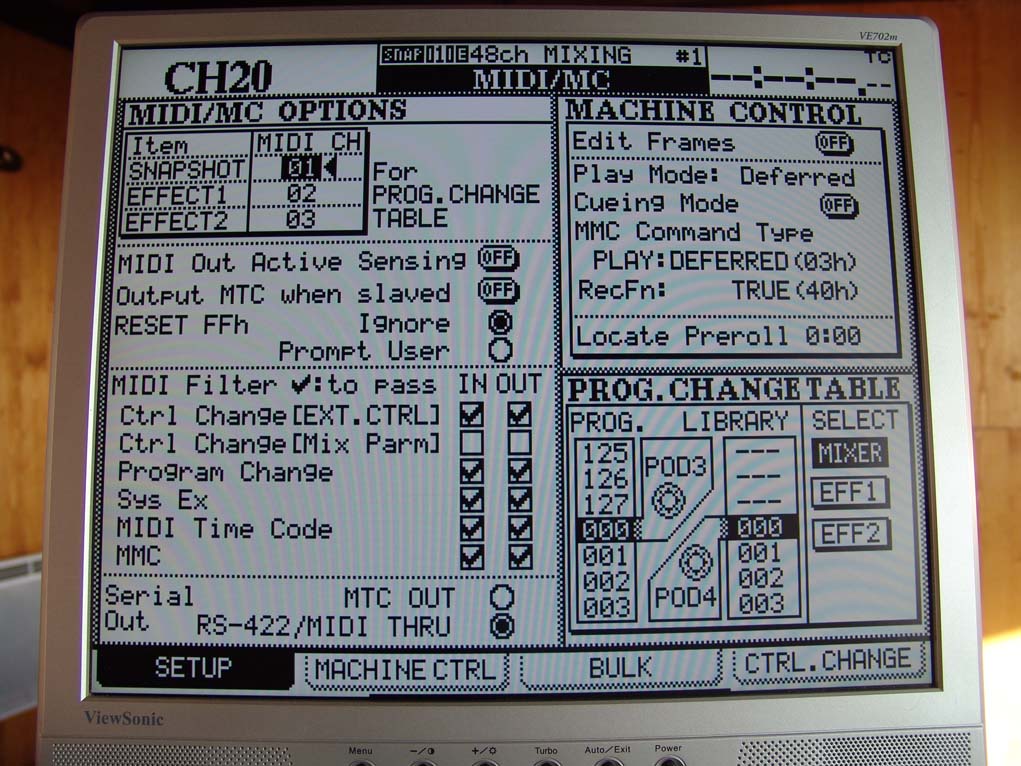 VE702m
CH20
SNAP 010E 48ch MIXING #1
MIDI/MC
TC
--:--:--.--
MIDI/MC OPTIONS
Item MIDI CH
SNAPSHOT 01
EFFECT1 02
EFFECT2 03
For
PROG.CHANGE
TABLE
MIDI Out Active Sensing OFF
Output MTC when slaved OFF
RESET FFh Ignore
Prompt User
MIDI Filter ✔:to pass IN OUT
Ctrl Change[EXT.CTRL]
Ctrl Change[Mix Parm]
Program Change
Sys Ex
MIDI Time Code
MMC
Serial MTC OUT
Out RS-422/MIDI THRU
MACHINE CONTROL
Edit Frames OFF
Play Mode: Deferred
Cueing Mode OFF
MMC Command Type
PLAY:DEFERRED(03h)
RecFn: TRUE(40h)
Locate Preroll 0:00
PROG.CHANGE TABLE
PROG. LIBRARY SELECT
125 ---
126 ---
127 ---
000 000
001 001
002 002
003 003
POD3
POD4
MIXER
EFF1
EFF2
SETUP MACHINE CTRL BULK CTRL.CHANGE
ViewSonic
Menu -/◑ +/☼ Turbo Auto/Exit Power